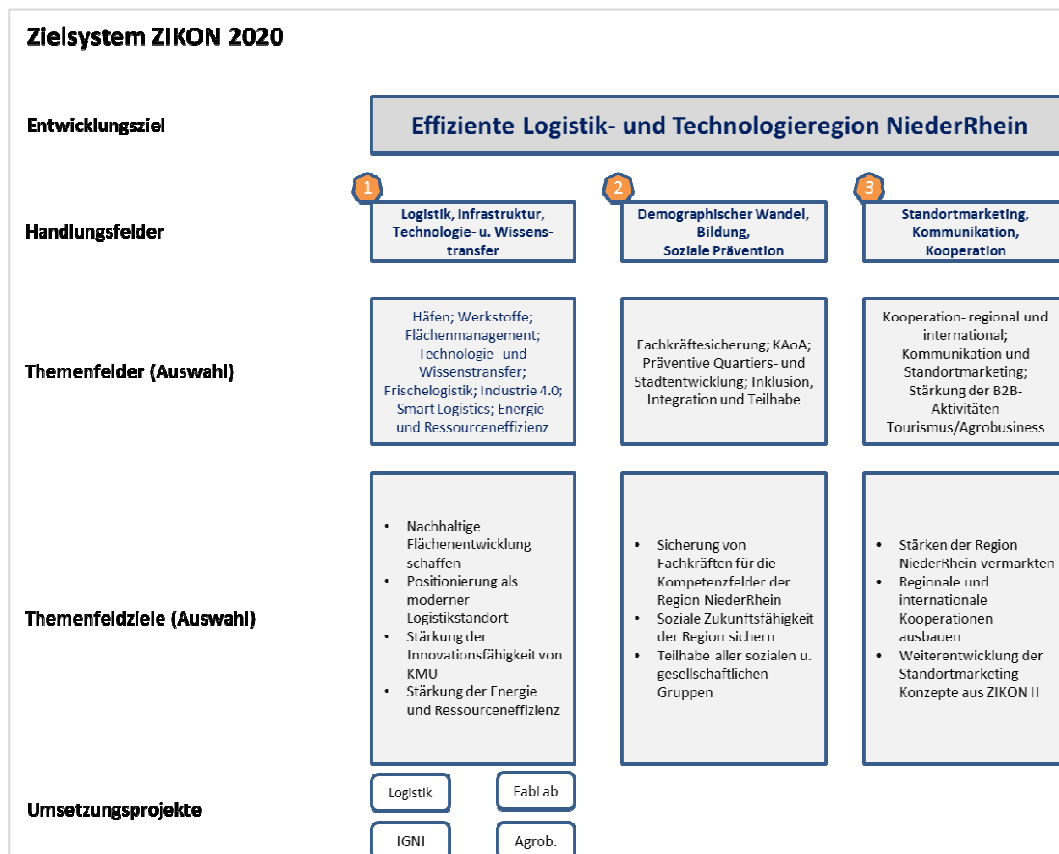 Zielsystem ZIKON 2020
Entwicklungsziel
Effiziente Logistik- und Technologieregion NiederRhein
Handlungsfelder
1
Logistik, Infrastruktur,
Technologie- u. Wissens-
transfer
2
Demographischer Wandel,
Bildung,
Soziale Prävention
3
Standortmarketing,
Kommunikation,
Kooperation
Themenfelder (Auswahl)
Häfen; Werkstoffe;
Flächenmanagement;
Technologie- und
Wissenstransfer;
Frischelogistik; Industrie 4.0;
Smart Logistics; Energie
und Ressourceneffizienz
Fachkräftesicherung; KAoA;
Präventive Quartiers- und
Stadtentwicklung; Inklusion,
Integration und Teilhabe
Kooperation- regional und
international;
Kommunikation und
Standortmarketing;
Stärkung der B2B-
Aktivitäten
Tourismus/Agrobusiness
Themenfeldziele (Auswahl)
• Nachhaltige
Flächenentwicklung
schaffen
• Positionierung als
moderner
Logistikstandort
• Stärkung der
Innovationsfähigkeit von
KMU
• Stärkung der Energie
und Ressourceneffizienz
• Sicherung von
Fachkräften für die
Kompetenzfelder der
Region NiederRhein
• Soziale Zukunftsfähigkeit
der Region sichern
• Teilhabe aller sozialen u.
gesellschaftlichen
Gruppen
• Stärken der Region
NiederRhein vermarkten
• Regionale und
internationale
Kooperationen
ausbauen
• Weiterentwicklung der
Standortmarketing
Konzepte aus ZIKON II
Umsetzungsprojekte
Logistik
FabLab
IGNI
Agrob.